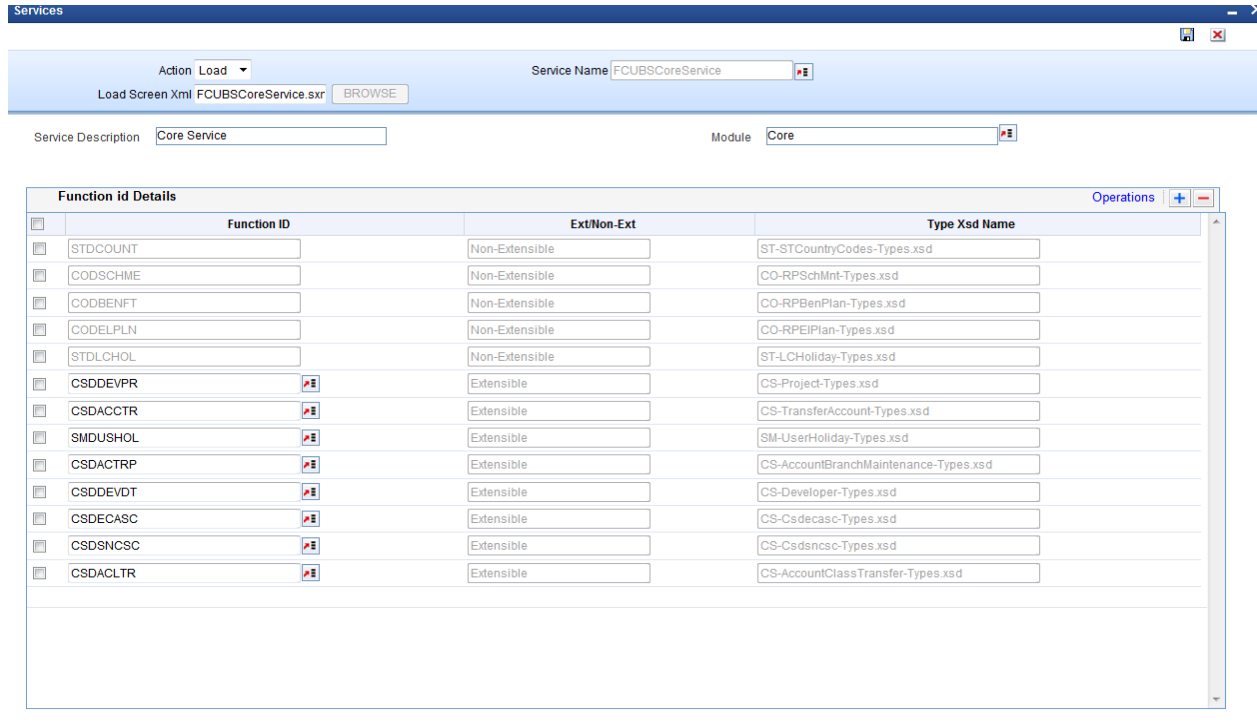 Services
Action Load Service Name FCUBSCoreService
Load Screen Xml FCUBSCoreService.sxr BROWSE
Service Description Core Service Module Core
Function id Details Operations
Function ID Ext/Non-Ext Type Xsd Name
STDCOUNT Non-Extensible ST-STCountryCodes-Types.xsd
CODSCHME Non-Extensible CO-RPSchMnt-Types.xsd
CODBENFT Non-Extensible CO-RPBenPlan-Types.xsd
CODELPLN Non-Extensible CO-RPElPlan-Types.xsd
STDLCHOL Non-Extensible ST-LCHoliday-Types.xsd
CSDDEVPR Extensible CS-Project-Types.xsd
CSDACCTR Extensible CS-TransferAccount-Types.xsd
SMDUSHOL Extensible SM-UserHoliday-Types.xsd
CSDACTRP Extensible CS-AccountBranchMaintenance-Types.xsd
CSDDEVDT Extensible CS-Developer-Types.xsd
CSDECASC Extensible CS-Csdecasc-Types.xsd
CSDSNCSC Extensible CS-Csdsncsc-Types.xsd
CSDACLTR Extensible CS-AccountClassTransfer-Types.xsd